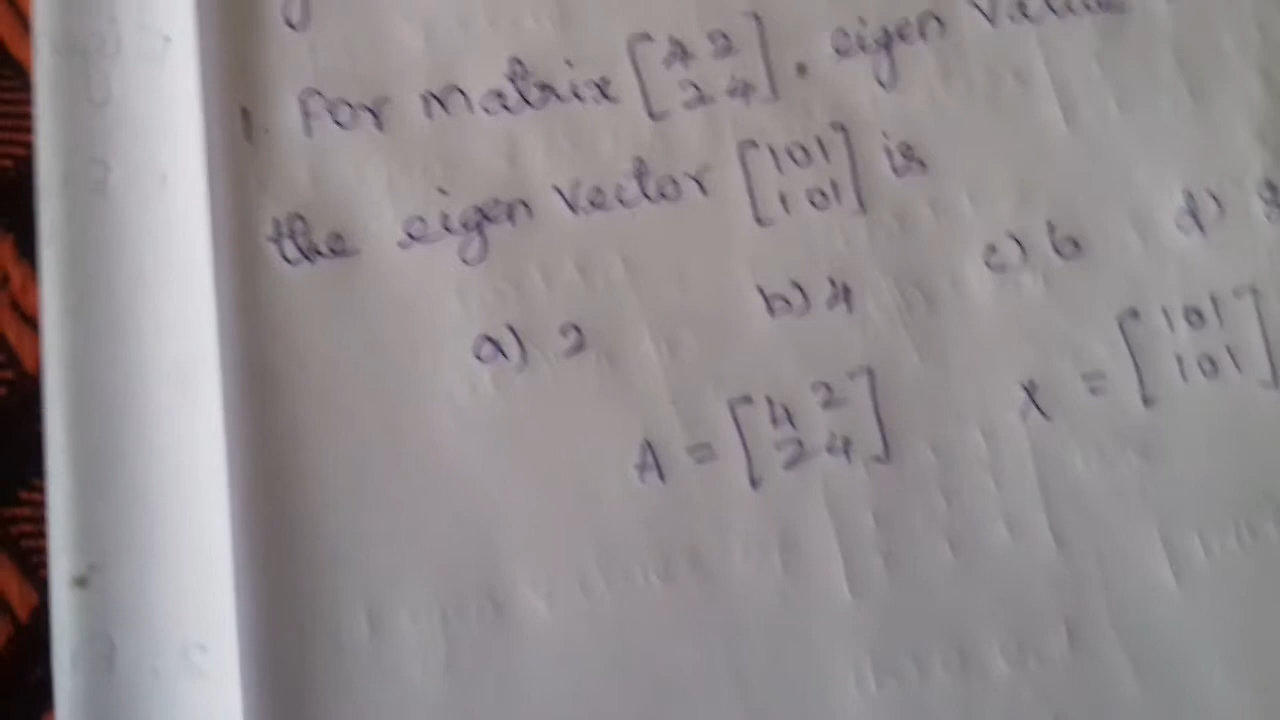 1. For matrix [4 2
2 4]. eigen value
the eigen vector [101
101] is
a) 2 b) 4 c) 6 d)
A = [4 2
2 4] X = [101
101]